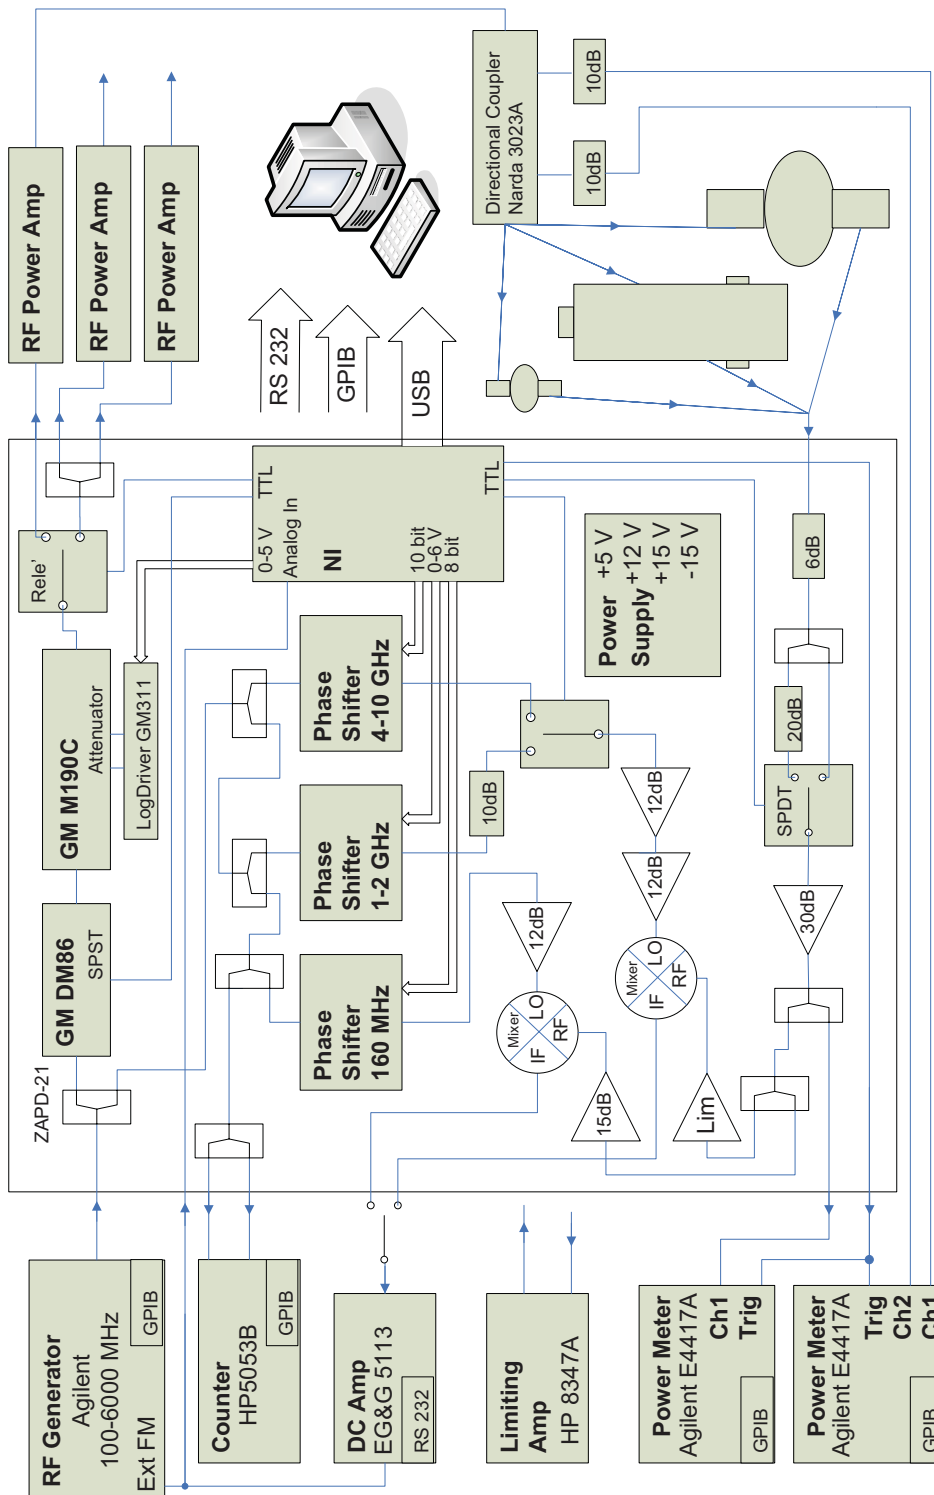 RF Generator
Agilent
100-6000 MHz
Ext FM
GPIB
Counter
HP5053B
GPIB
DC Amp
EG&G 5113
RS 232
Limiting
Amp
HP 8347A
Power Meter
Agilent E4417A
Ch1
Trig
GPIB
Power Meter
Agilent E4417A
Trig
Ch2
Ch1
GPIB
ZAPD-21
GM DM86
SPST
GM M190C
Attenuator
LogDriver GM311
Rele'
Phase
Shifter
160 MHz
Phase
Shifter
1-2 GHz
Phase
Shifter
4-10 GHz
0-5 V
Analog In
TTL
NI
10 bit
0-6 V
8 bit
TTL
10dB
12dB
Mixer
LO
IF
RF
15dB
12dB
12dB
Mixer
LO
IF
RF
Lim
Power
Supply
+5 V
+12 V
+15 V
-15 V
30dB
SPDT
20dB
6dB
RF Power Amp
RF Power Amp
RF Power Amp
RS 232
GPIB
USB
Directional Coupler
Narda 3023A
10dB
10dB